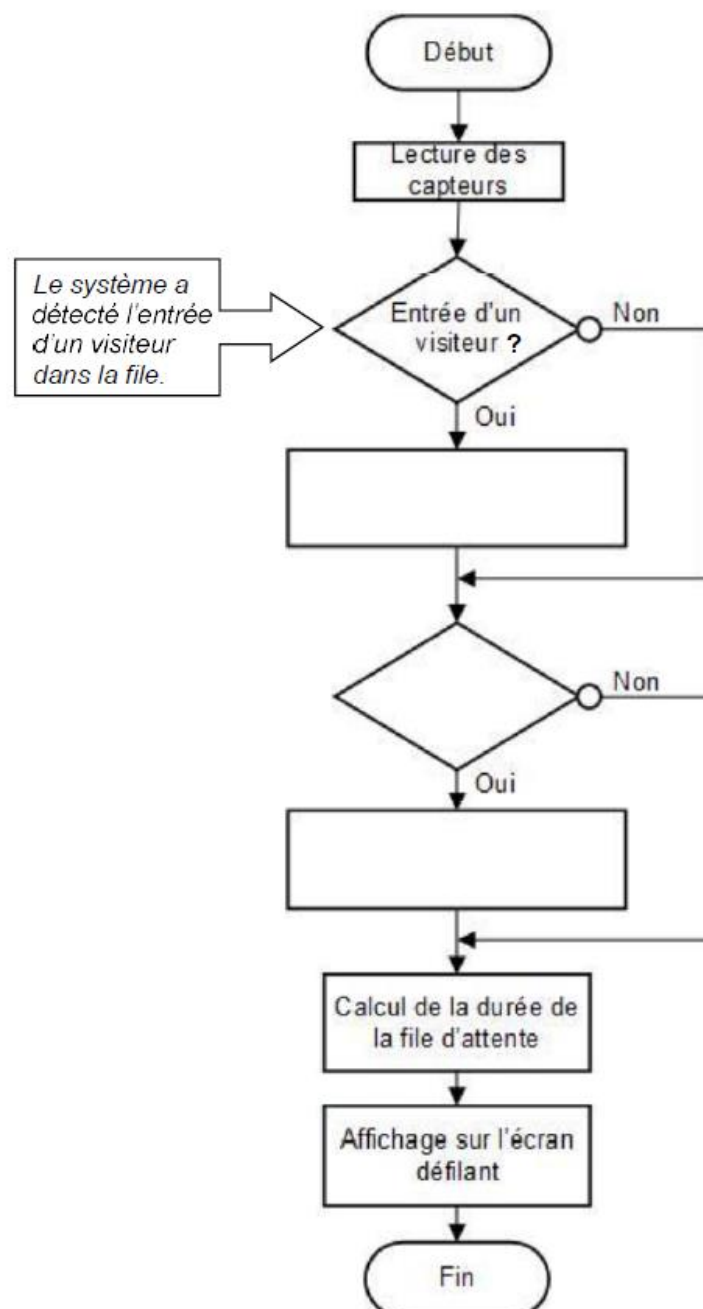 Début
Lecture des
capteurs
Le système a
détecté l'entrée
d'un visiteur
dans la file.
Entrée d'un
visiteur ?
Non
Oui
Non
Oui
Calcul de la durée de
la file d'attente
Affichage sur l'écran
défilant
Fin